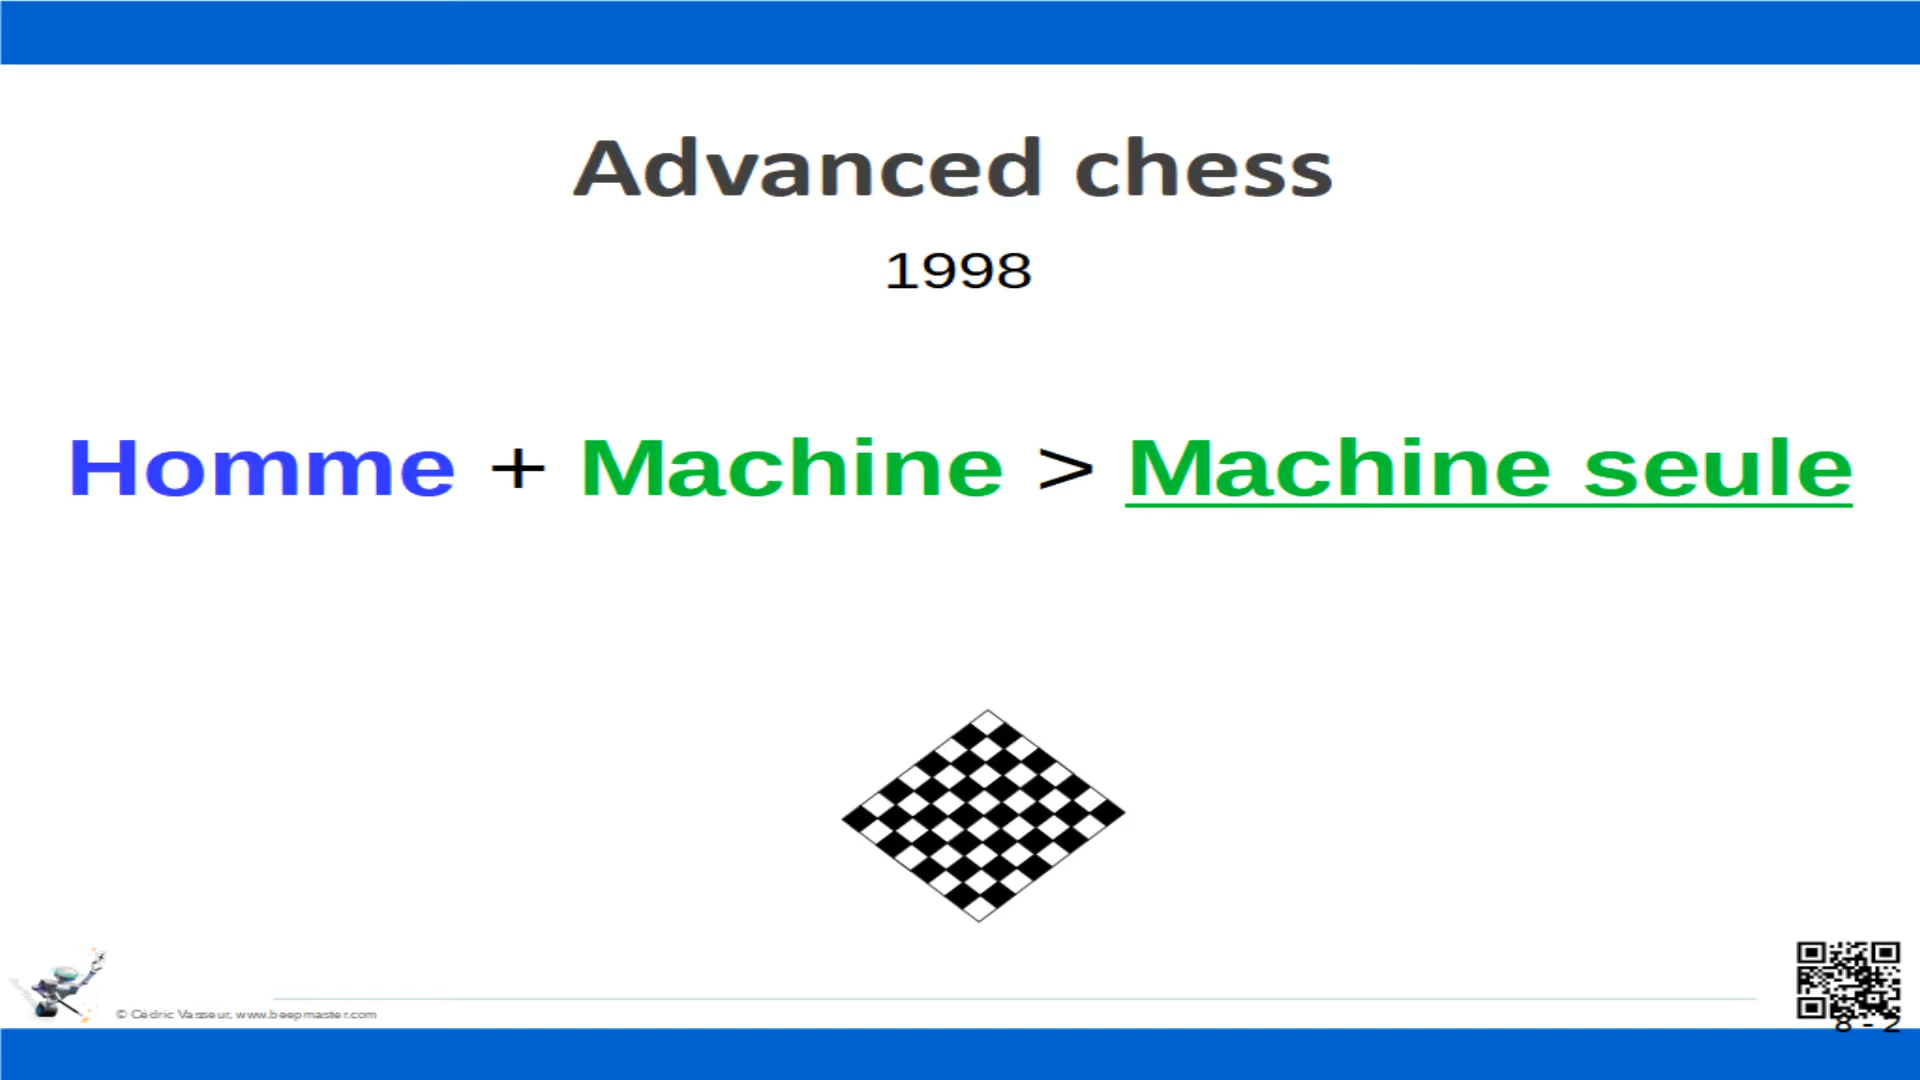 Advanced chess
1998
Homme + Machine > Machine seule
© Cédric Vasseur, www.beepmaster.com
8 - 2